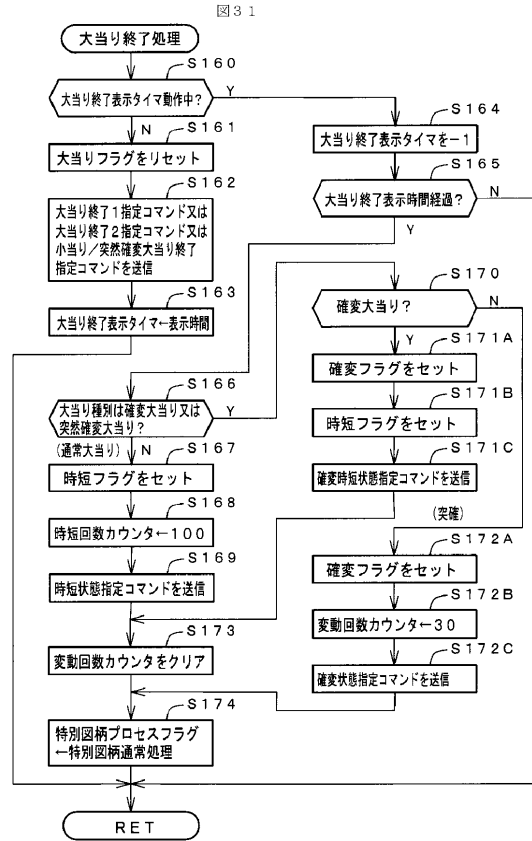 図31
大当り終了処理
S160
大当り終了表示タイマ動作中?
Y
N
S161
大当りフラグをリセット
S162
大当り終了1指定コマンド又は
大当り終了2指定コマンド又は
小当り/突然確変大当り終了
指定コマンドを送信
S163
大当り終了表示タイマ←表示時間
S164
大当り終了表示タイマを−1
S165
大当り終了表示時間経過?
N
Y
S166
大当り種別は確変大当り又は
突然確変大当り?
Y
(通常大当り)
N
S167
時短フラグをセット
S168
時短回数カウンタ←100
S169
時短状態指定コマンドを送信
S170
確変大当り?
N
Y
S171A
確変フラグをセット
S171B
時短フラグをセット
S171C
確変時短状態指定コマンドを送信
(突確)
S172A
確変フラグをセット
S172B
変動回数カウンタ←30
S172C
確変状態指定コマンドを送信
S173
変動回数カウンタをクリア
S174
特別図柄プロセスフラグ
←特別図柄通常処理
RET